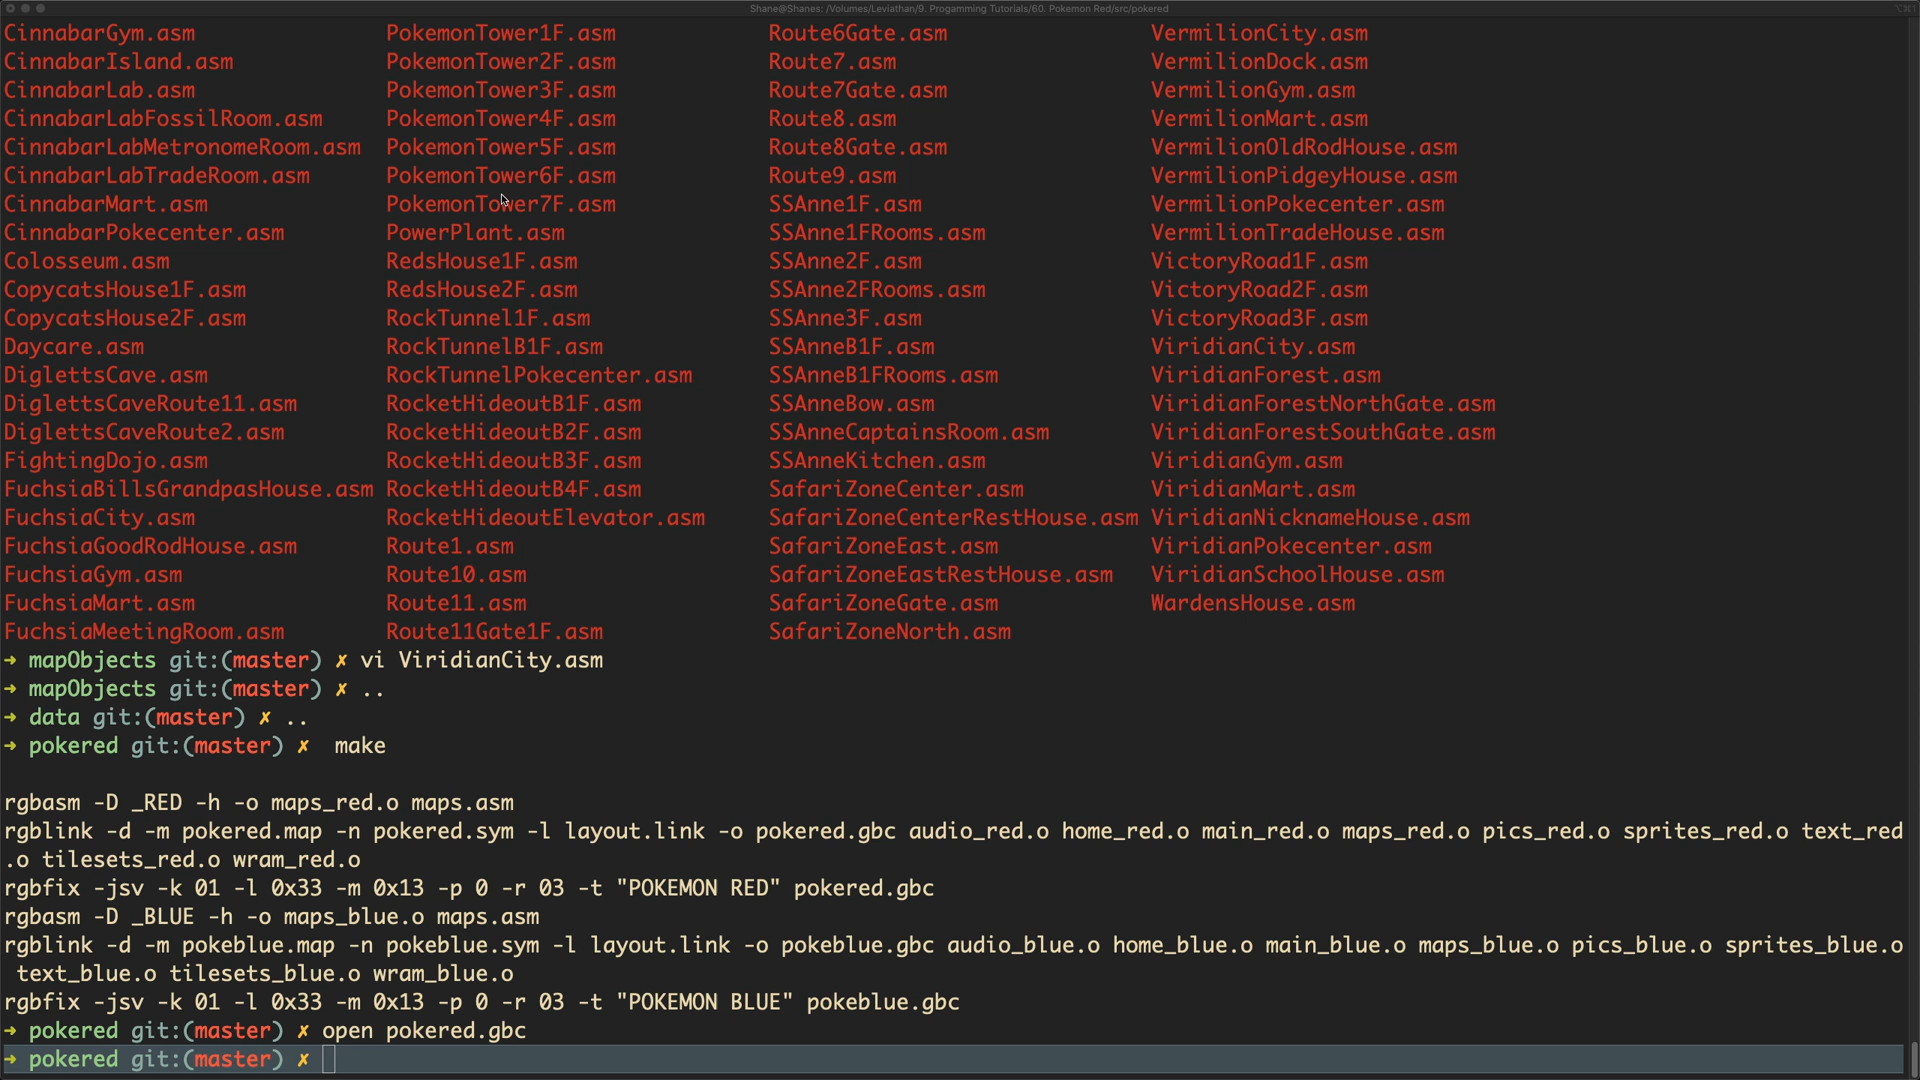 Shane@Shanes: /Volumes/Leviathan/9. Progamming Tutorials/60. Pokemon Red/src/pokered
CinnabarGym.asm PokemonTower1F.asm Route6Gate.asm VermilionCity.asm
CinnabarIsland.asm PokemonTower2F.asm Route7.asm VermilionDock.asm
CinnabarLab.asm PokemonTower3F.asm Route7Gate.asm VermilionGym.asm
CinnabarLabFossilRoom.asm PokemonTower4F.asm Route8.asm VermilionMart.asm
CinnabarLabMetronomeRoom.asm PokemonTower5F.asm Route8Gate.asm VermilionOldRodHouse.asm
CinnabarLabTradeRoom.asm PokemonTower6F.asm Route9.asm VermilionPidgeyHouse.asm
CinnabarMart.asm PokemonTower7F.asm SSAnne1F.asm VermilionPokecenter.asm
CinnabarPokecenter.asm PowerPlant.asm SSAnne1FRooms.asm VermilionTradeHouse.asm
Colosseum.asm RedsHouse1F.asm SSAnne2F.asm VictoryRoad1F.asm
CopycatsHouse1F.asm RedsHouse2F.asm SSAnne2FRooms.asm VictoryRoad2F.asm
CopycatsHouse2F.asm RockTunnel1F.asm SSAnne3F.asm VictoryRoad3F.asm
Daycare.asm RockTunnelB1F.asm SSAnneB1F.asm ViridianCity.asm
DiglettsCave.asm RockTunnelPokecenter.asm SSAnneB1FRooms.asm ViridianForest.asm
DiglettsCaveRoute11.asm RocketHideoutB1F.asm SSAnneBow.asm ViridianForestNorthGate.asm
DiglettsCaveRoute2.asm RocketHideoutB2F.asm SSAnneCaptainsRoom.asm ViridianForestSouthGate.asm
FightingDojo.asm RocketHideoutB3F.asm SSAnneKitchen.asm ViridianGym.asm
FuchsiaBillsGrandpasHouse.asm RocketHideoutB4F.asm SafariZoneCenter.asm ViridianMart.asm
FuchsiaCity.asm RocketHideoutElevator.asm SafariZoneCenterRestHouse.asm ViridianNicknameHouse.asm
FuchsiaGoodRodHouse.asm Route1.asm SafariZoneEast.asm ViridianPokecenter.asm
FuchsiaGym.asm Route10.asm SafariZoneEastRestHouse.asm ViridianSchoolHouse.asm
FuchsiaMart.asm Route11.asm SafariZoneGate.asm WardensHouse.asm
FuchsiaMeetingRoom.asm Route11Gate1F.asm SafariZoneNorth.asm
➜ mapObjects git:(master) ✗ vi ViridianCity.asm
➜ mapObjects git:(master) ✗ ..
➜ data git:(master) ✗ ..
➜ pokered git:(master) ✗  make
rgbasm -D _RED -h -o maps_red.o maps.asm
rgblink -d -m pokered.map -n pokered.sym -l layout.link -o pokered.gbc audio_red.o home_red.o main_red.o maps_red.o pics_red.o sprites_red.o text_red
.o tilesets_red.o wram_red.o
rgbfix -jsv -k 01 -l 0x33 -m 0x13 -p 0 -r 03 -t "POKEMON RED" pokered.gbc
rgbasm -D _BLUE -h -o maps_blue.o maps.asm
rgblink -d -m pokeblue.map -n pokeblue.sym -l layout.link -o pokeblue.gbc audio_blue.o home_blue.o main_blue.o maps_blue.o pics_blue.o sprites_blue.o
text_blue.o tilesets_blue.o wram_blue.o
rgbfix -jsv -k 01 -l 0x33 -m 0x13 -p 0 -r 03 -t "POKEMON BLUE" pokeblue.gbc
➜ pokered git:(master) ✗ open pokered.gbc
➜ pokered git:(master) ✗